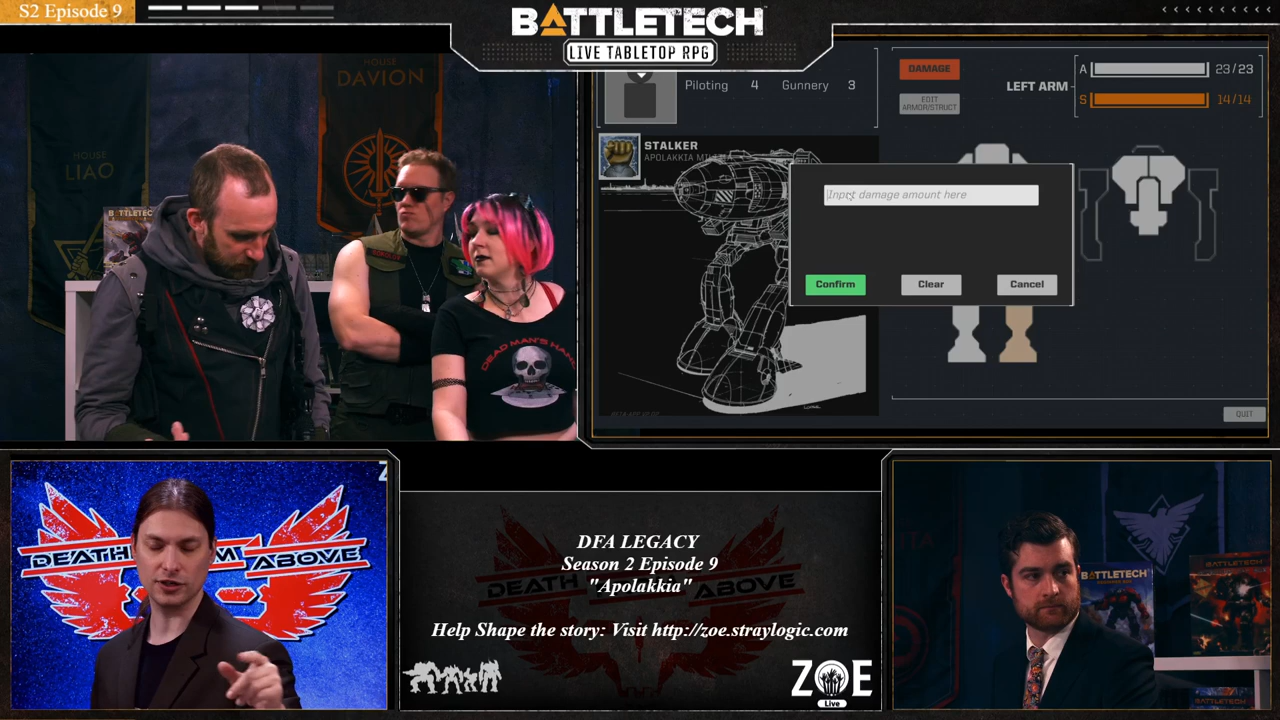 S2 Episode 9
BATTLETECH
LIVE TABLETOP RPG
HOUSE
DAVION
HOUSE
LIAO
DEAD MAN'S HAND
Piloting 4 Gunnery 3
STALKER
DAMAGE
EDIT
ARMOR/STRUCT
LEFT ARM
A 23/23
S 14/14
Input damage amount here
Confirm
Clear
Cancel
QUIT
DEATH FROM ABOVE
DFA LEGACY
Season 2 Episode 9
"Apolakkia"
Help Shape the story: Visit http://zoe.straylogic.com
ZOE
Live
BATTLETECH
BATTLETECH